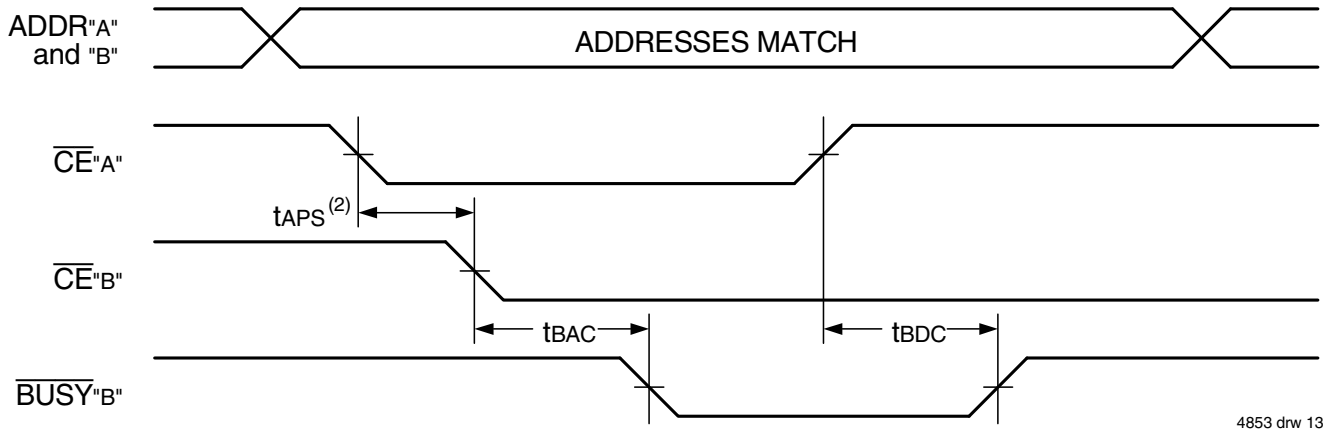 ADDR"A"
and "B"
ADDRESSES MATCH
CE"A"
tAPS(2)
CE"B"
tBAC
tBDC
BUSY"B"
4853 drw 13